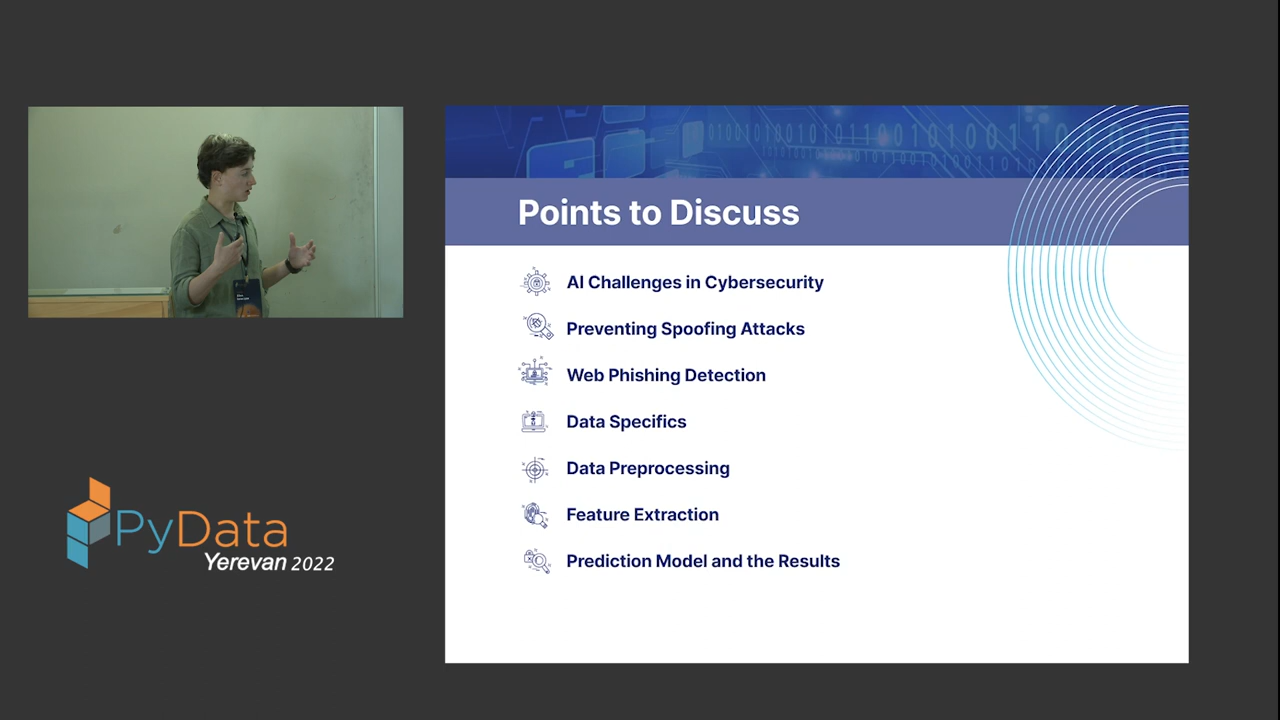 Points to Discuss
AI Challenges in Cybersecurity
Preventing Spoofing Attacks
Web Phishing Detection
Data Specifics
Data Preprocessing
Feature Extraction
Prediction Model and the Results
PyData
Yerevan 2022